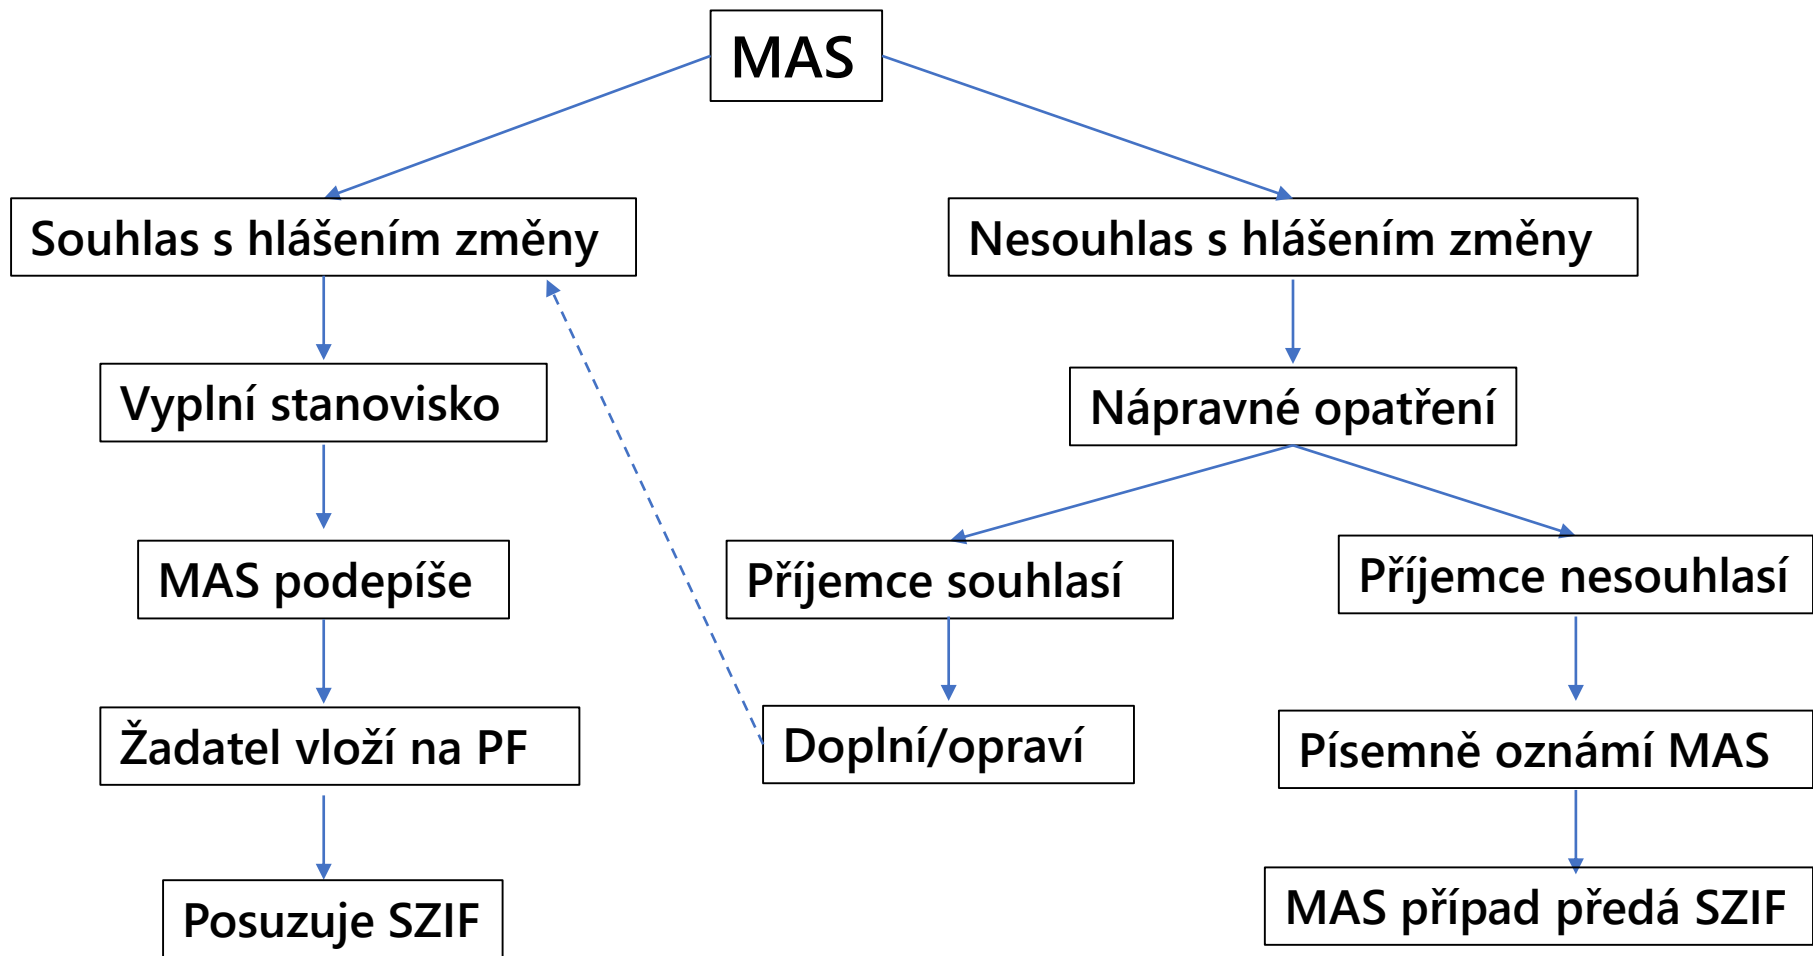 MAS
Souhlas s hlášením změny
Nesouhlas s hlášením změny
Vyplní stanovisko
Nápravné opatření
MAS podepíše
Příjemce souhlasí
Příjemce nesouhlasí
Žadatel vloží na PF
Doplní/opraví
Písemně oznámí MAS
Posuzuje SZIF
MAS případ předá SZIF